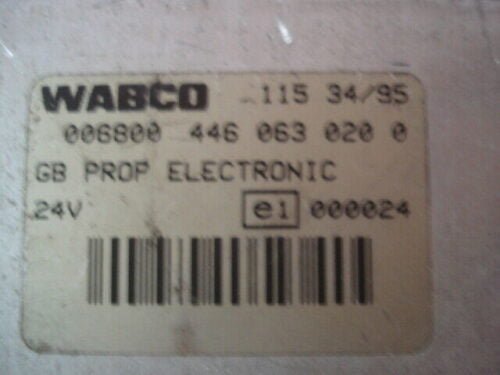 WABCO 115 34/95
006800 446 063 020 0
GB PROP ELECTRONIC
24V e1 000024